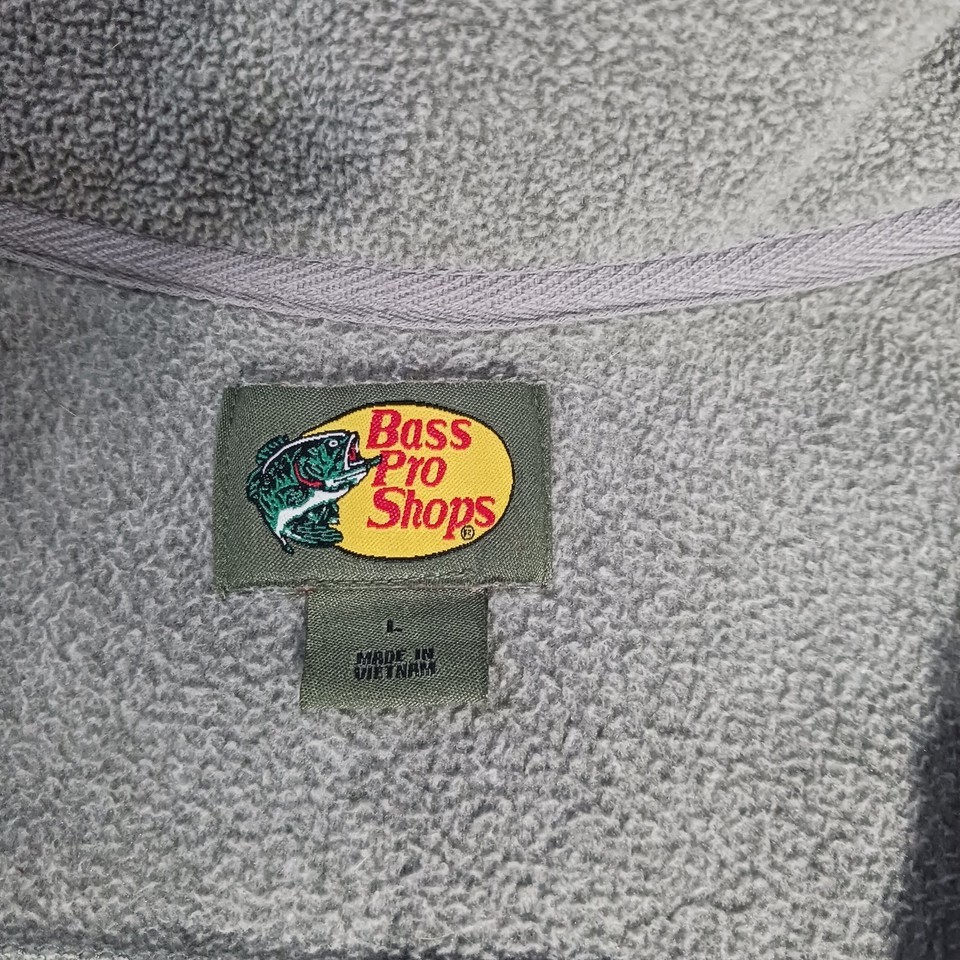 Bass
Pro
Shops®
L
MADE IN
VIETNAM